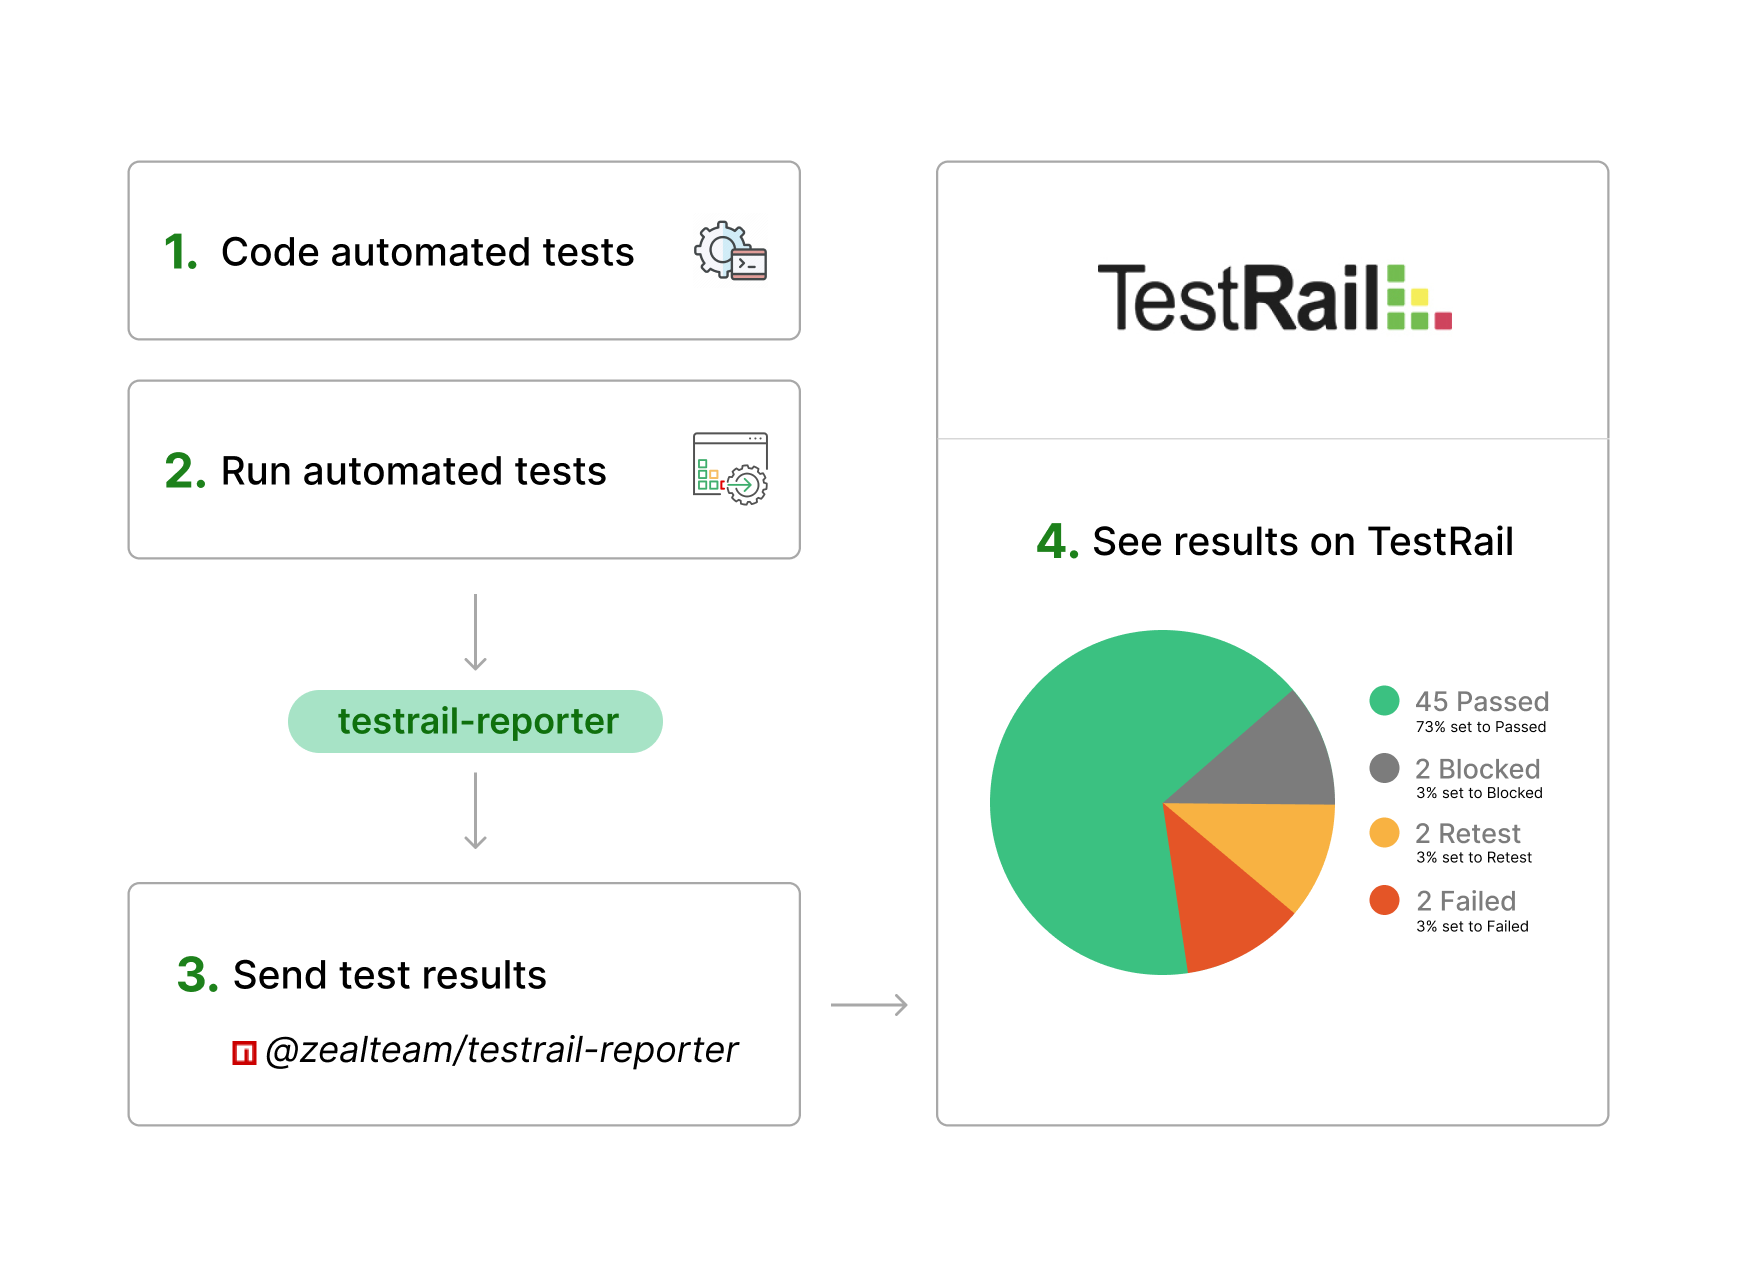 1. Code automated tests
2. Run automated tests
testrail-reporter
3. Send test results
@zealteam/testrail-reporter
TestRail
4. See results on TestRail
45 Passed
73% set to Passed
2 Blocked
3% set to Blocked
2 Retest
3% set to Retest
2 Failed
3% set to Failed